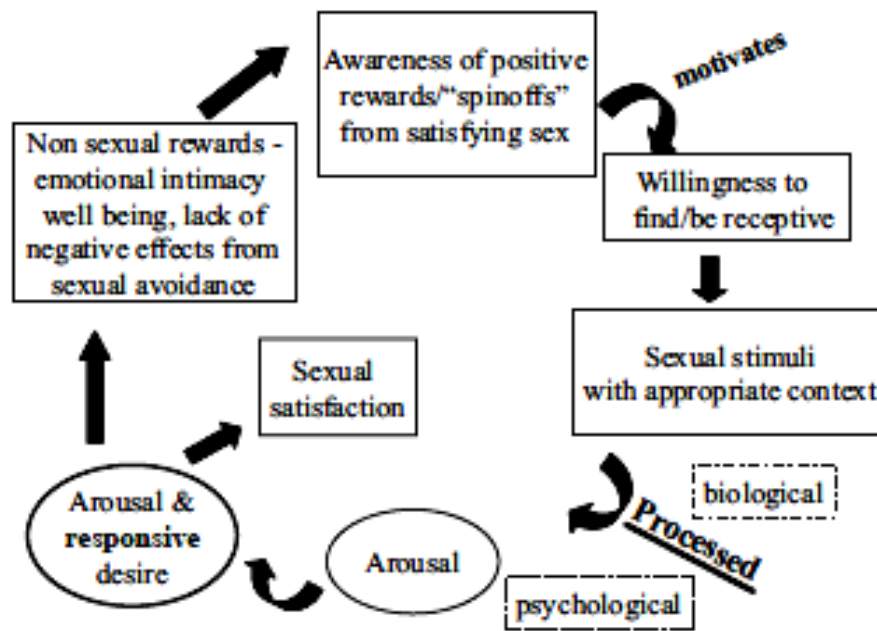 Awareness of positive
rewards/“spinoffs”
from satisfying sex
motivates
Willingness to
find/be receptive
Sexual stimuli
with appropriate context
biological
Processed
psychological
Arousal
Arousal &
responsive
desire
Sexual
satisfaction
Non sexual rewards -
emotional intimacy
well being, lack of
negative effects from
sexual avoidance